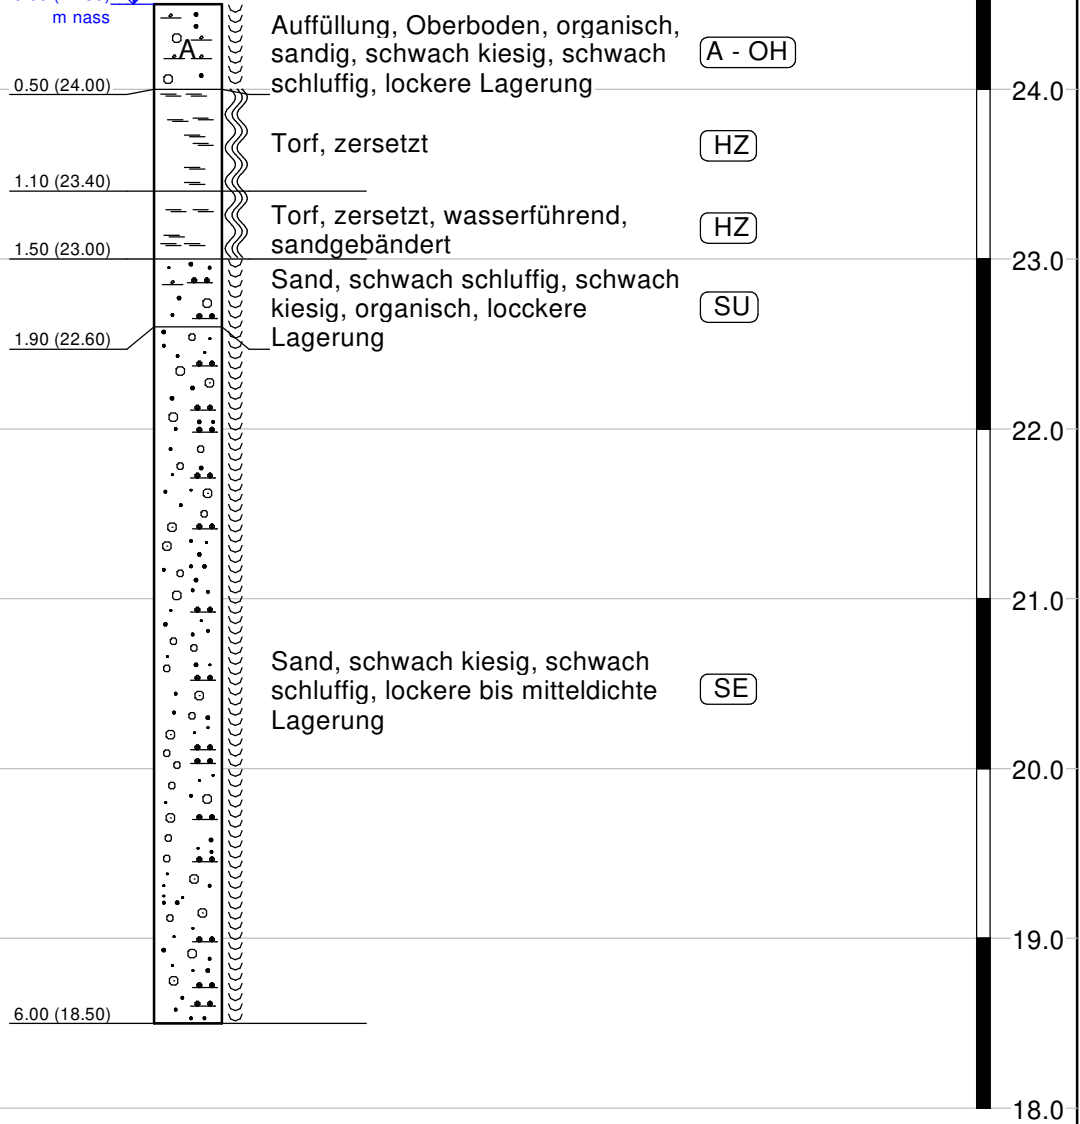 m nass
Auffüllung, Oberboden, organisch,
sandig, schwach kiesig, schwach
schluffig, lockere Lagerung
A
A - OH
0.50 (24.00)
24.0
Torf, zersetzt
HZ
1.10 (23.40)
Torf, zersetzt, wasserführend,
sandgebändert
HZ
1.50 (23.00)
23.0
Sand, schwach schluffig, schwach
kiesig, organisch, locckere
Lagerung
SU
1.90 (22.60)
22.0
21.0
Sand, schwach kiesig, schwach
schluffig, lockere bis mitteldichte
Lagerung
SE
20.0
19.0
6.00 (18.50)
18.0